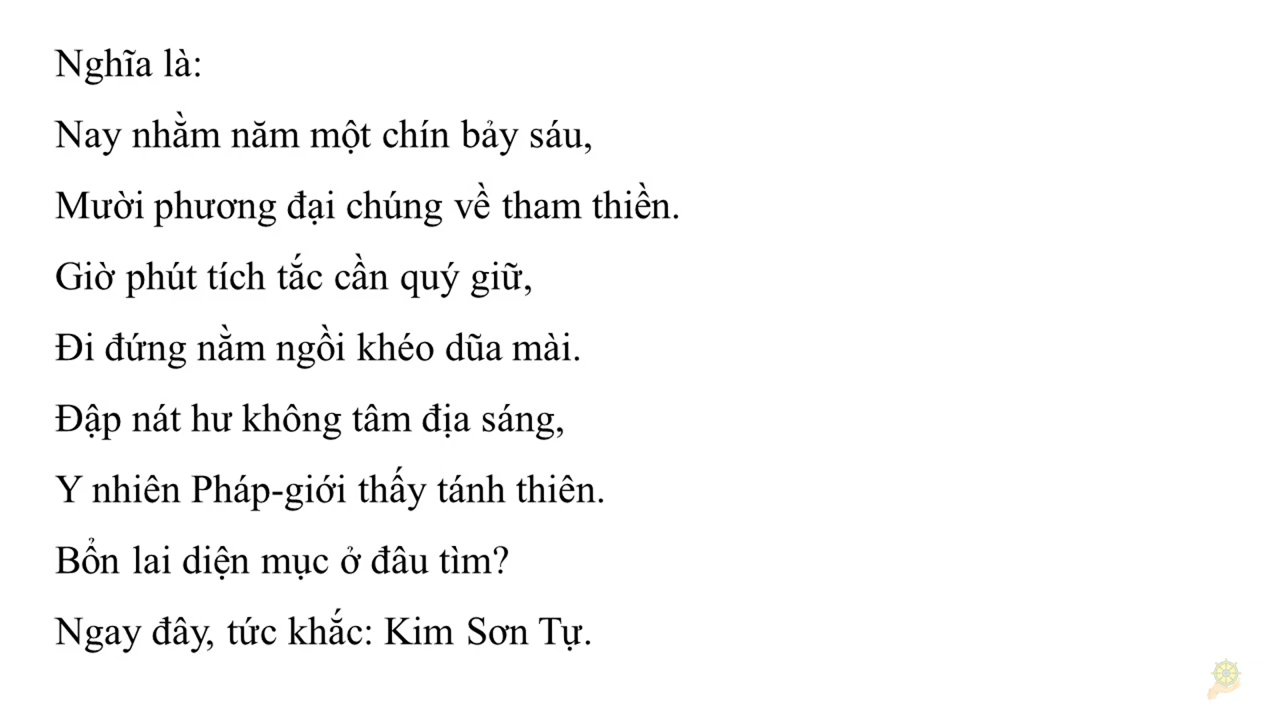 Nghĩa là:
Nay nhằm năm một chín bảy sáu,
Mười phương đại chúng về tham thiền.
Giờ phút tích tắc cần quý giữ,
Đi đứng nằm ngồi khéo dũa mài.
Đập nát hư không tâm địa sáng,
Y nhiên Pháp-giới thấy tánh thiên.
Bổn lai diện mục ở đâu tìm?
Ngay đây, tức khắc: Kim Sơn Tự.